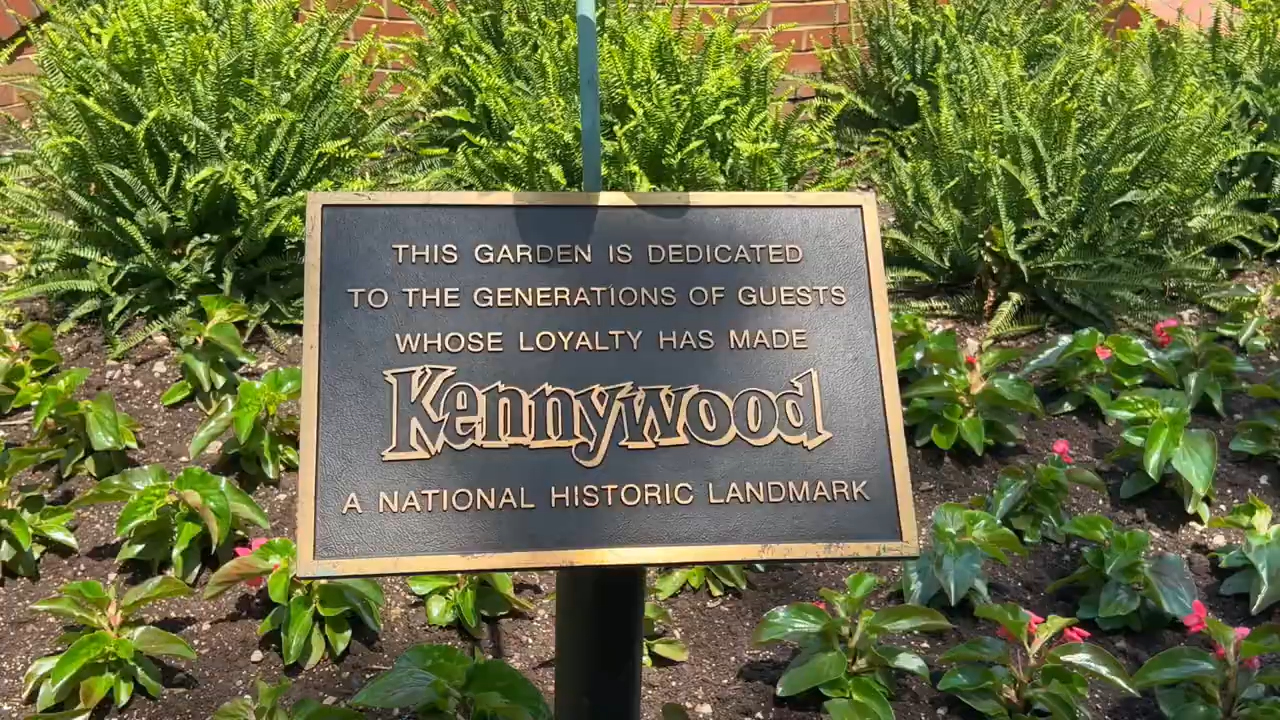 THIS GARDEN IS DEDICATED
TO THE GENERATIONS OF GUESTS
WHOSE LOYALTY HAS MADE
Kennywood
A NATIONAL HISTORIC LANDMARK